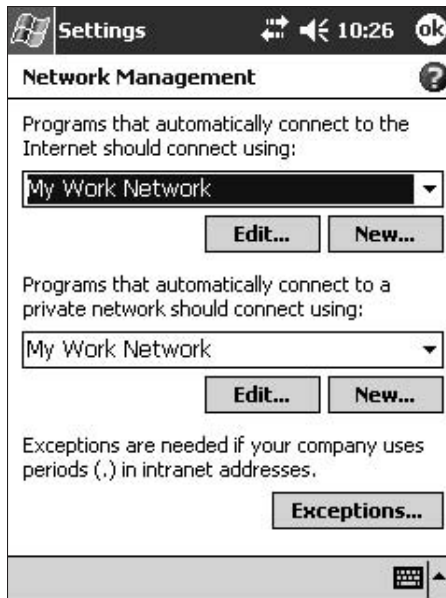 Settings 10:26 ok
Network Management ?
Programs that automatically connect to the
Internet should connect using:
My Work Network
Edit... New...
Programs that automatically connect to a
private network should connect using:
My Work Network
Edit... New...
Exceptions are needed if your company uses
periods (.) in intranet addresses.
Exceptions...